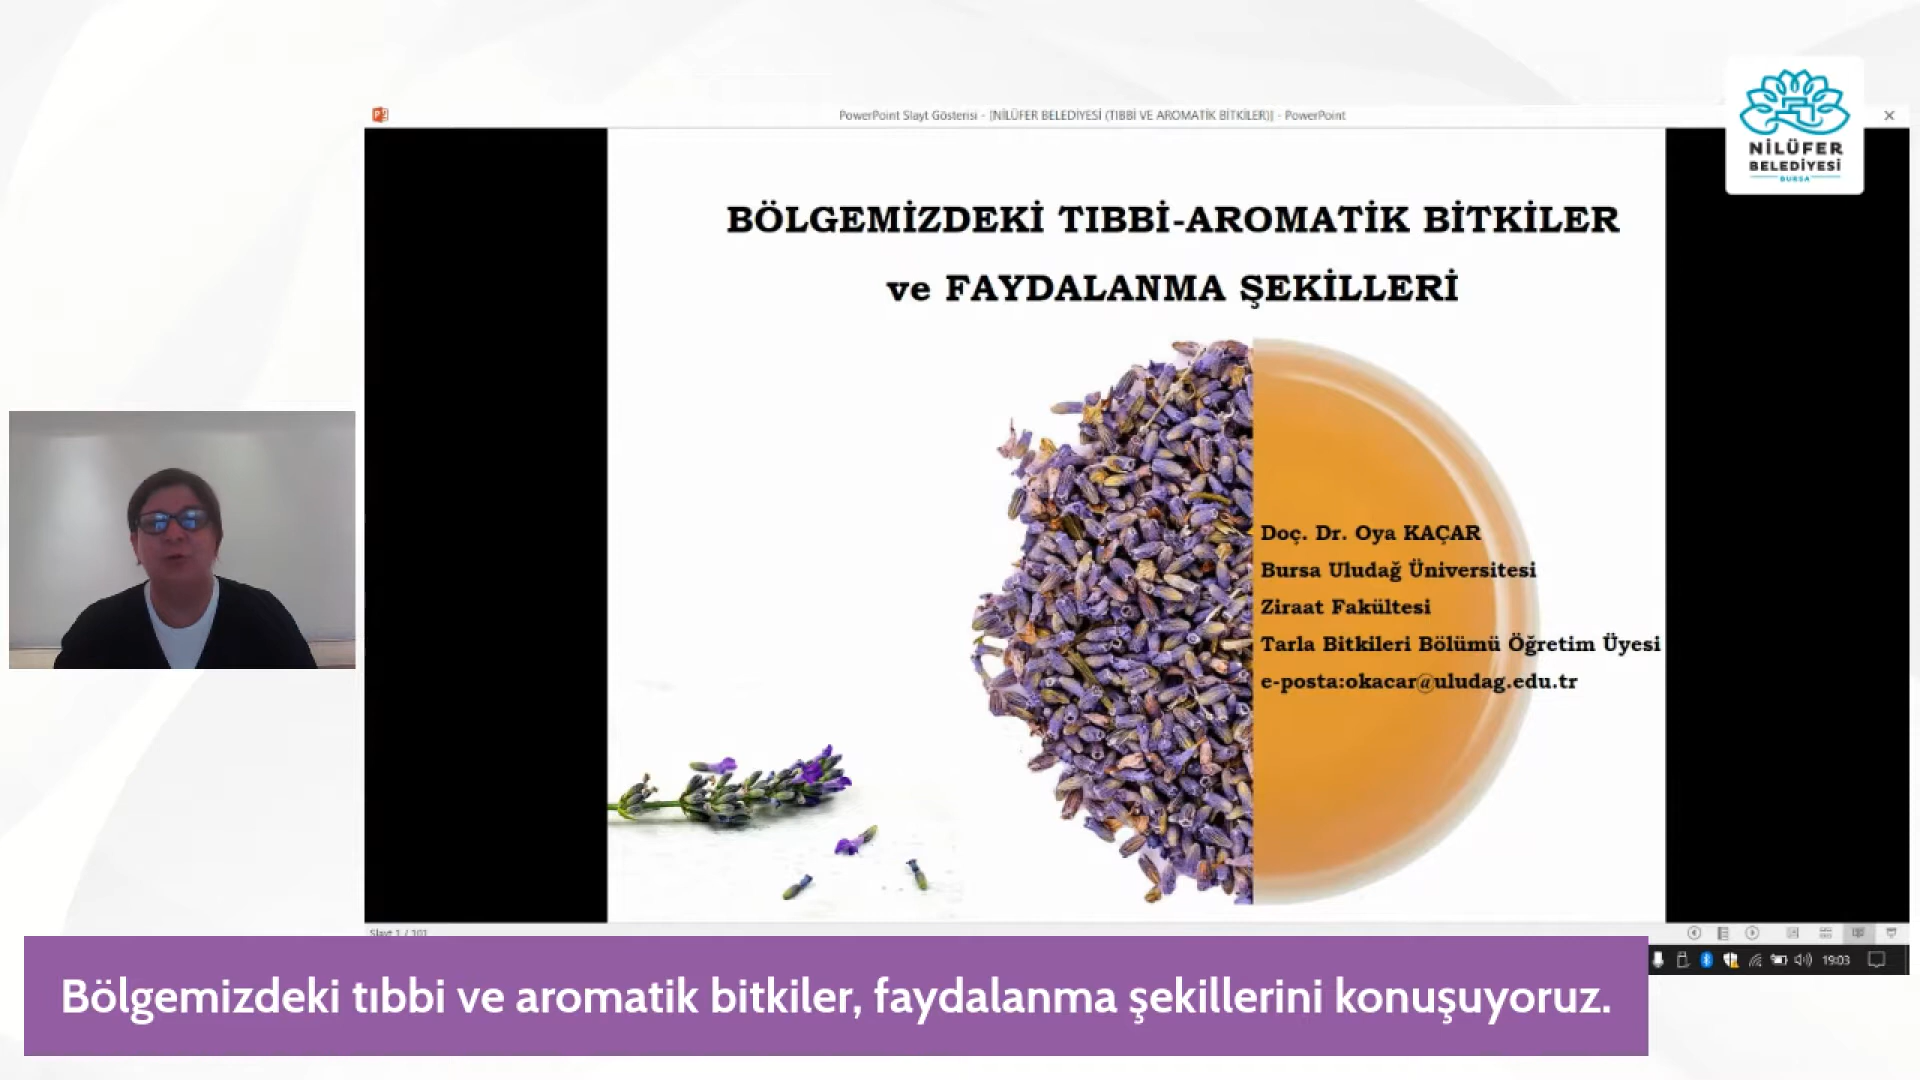 PowerPoint Slayt Gösterisi - [NİLÜFER BELEDİYESİ (TIBBİ VE AROMATİK BİTKİLER)] - PowerPoint
NİLÜFER
BELEDİYESİ
BURSA
BÖLGEMİZDEKİ TIBBİ-AROMATİK BİTKİLER
ve FAYDALANMA ŞEKİLLERİ
Doç. Dr. Oya KAÇAR
Bursa Uludağ Üniversitesi
Ziraat Fakültesi
Tarla Bitkileri Bölümü Öğretim Üyesi
e-posta:okacar@uludag.edu.tr
Slayt 1 / 101
19:03
Bölgemizdeki tıbbi ve aromatik bitkiler, faydalanma şekillerini konuşuyoruz.